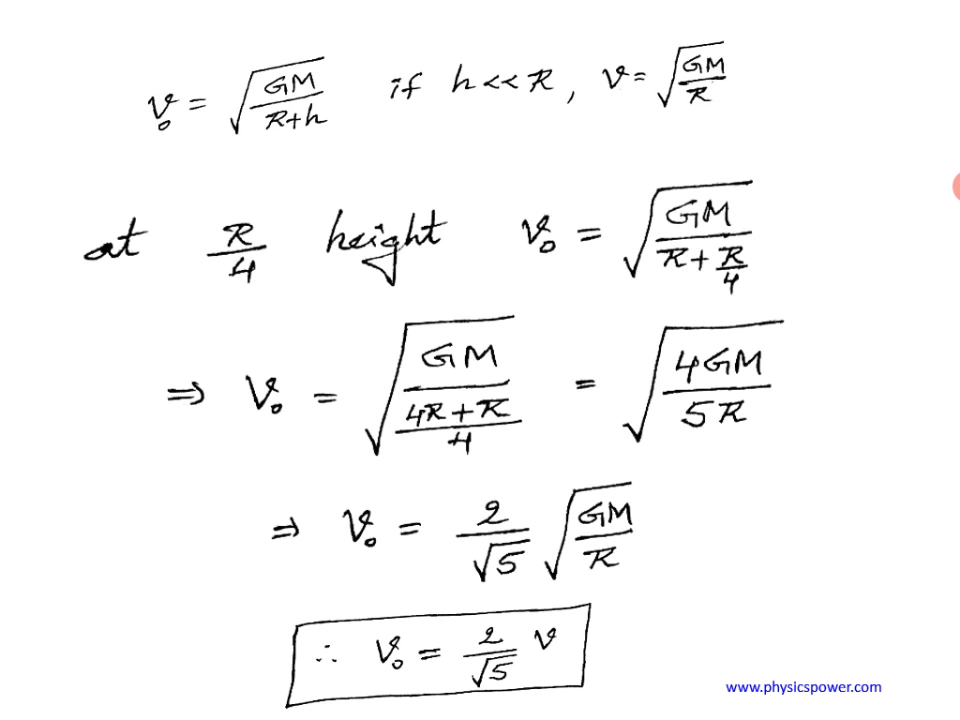 v₀ = √(GM/(R+h)) if h<<R, v = √(GM/R)
at R/4 height v₀ = √(GM/(R+R/4))
⇒ v₀ = √(GM/((4R+R)/4)) = √(4GM/5R)
⇒ v₀ = 2/√5 √(GM/R)
∴ v₀ = 2/√5 v
www.physicspower.com